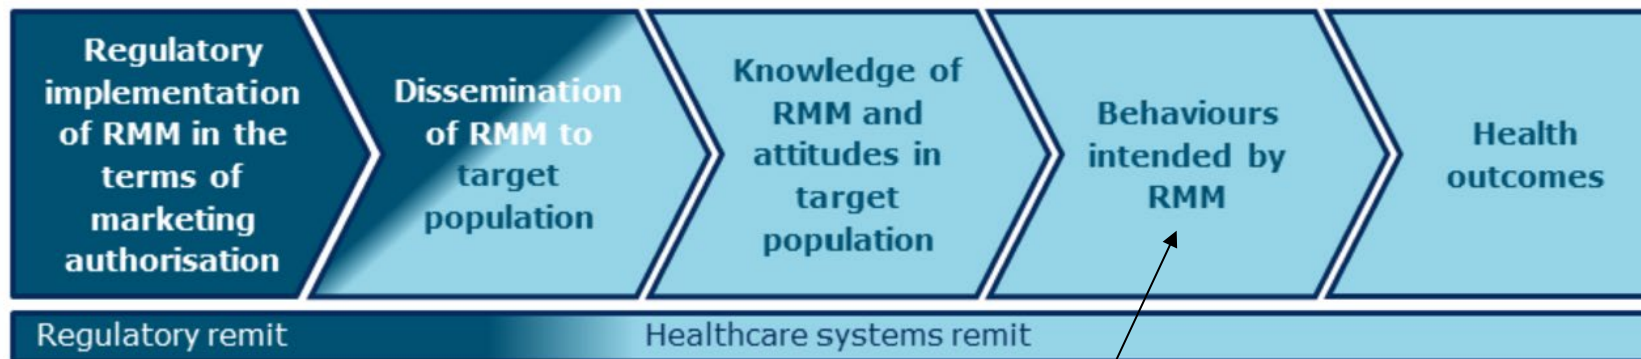 Regulatory
implementation
of RMM in the
terms of
marketing
authorisation
Dissemination
of RMM to
target
population
Knowledge of
RMM and
attitudes in
target
population
Behaviours
intended by
RMM
Health
outcomes
Regulatory remit
Healthcare systems remit